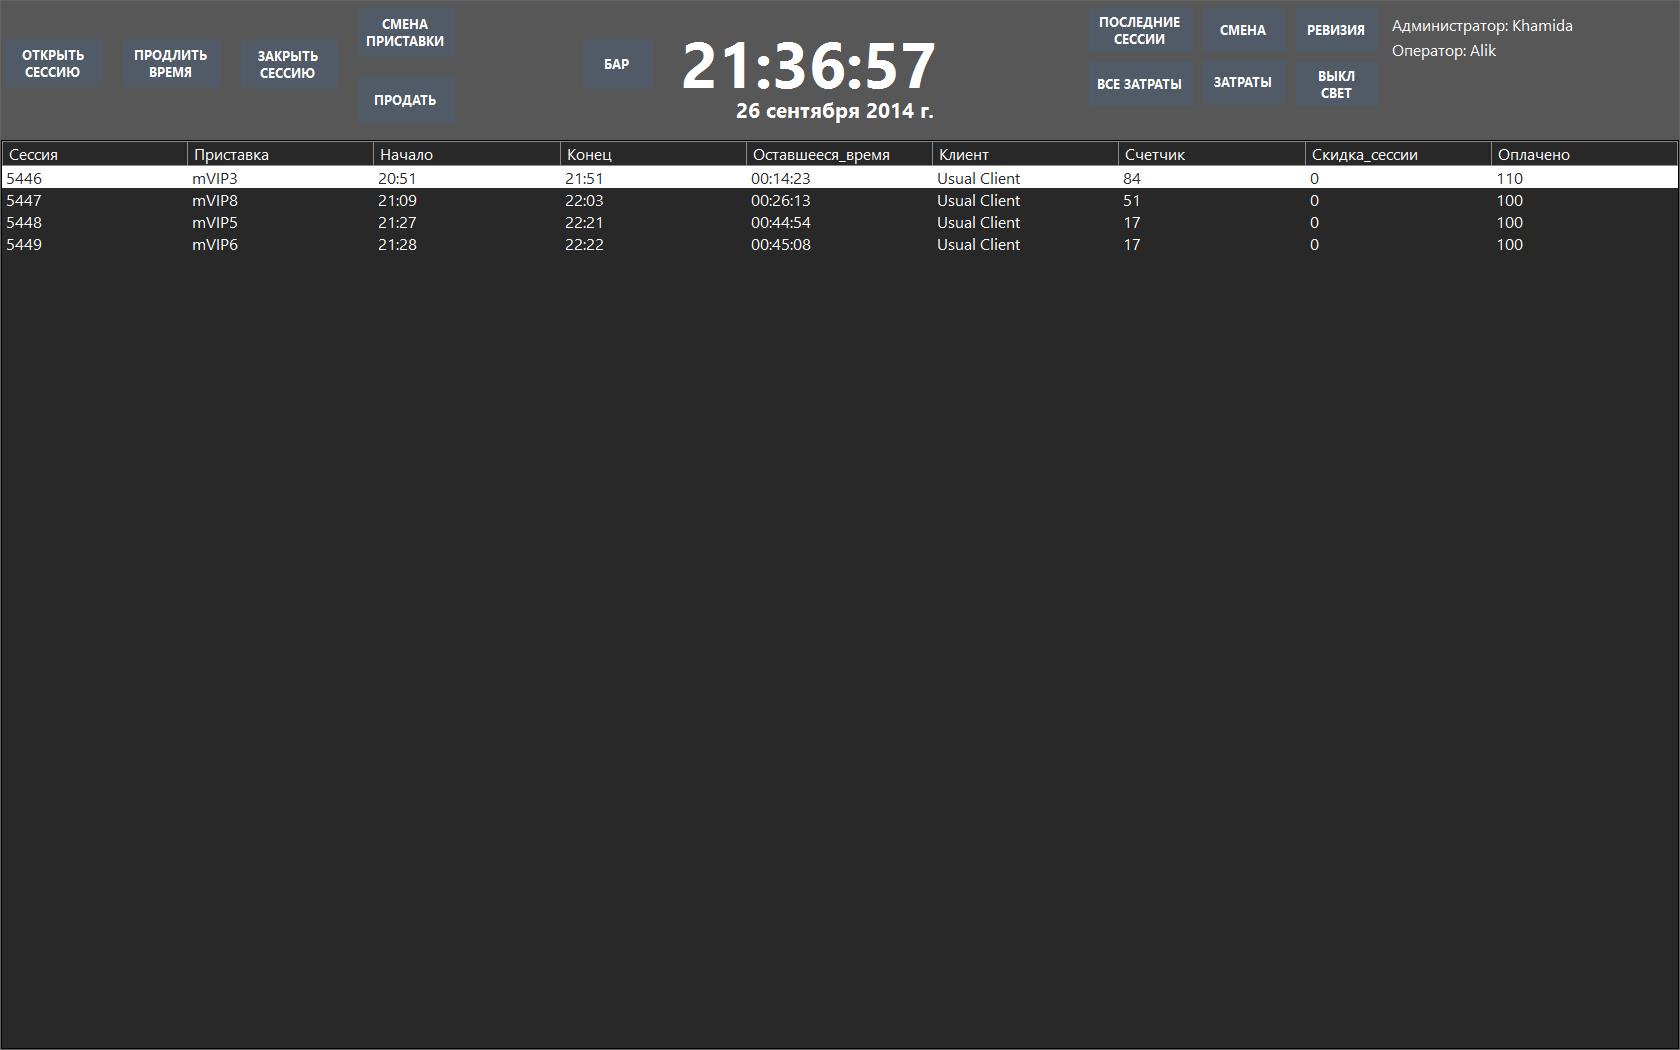 ОТКРЫТЬ
СЕССИЮ
ПРОДЛИТЬ
ВРЕМЯ
ЗАКРЫТЬ
СЕССИЮ
СМЕНА
ПРИСТАВКИ
ПРОДАТЬ
БАР
21:36:57
26 сентября 2014 г.
ПОСЛЕДНИЕ
СЕССИИ
СМЕНА
РЕВИЗИЯ
ВСЕ ЗАТРАТЫ
ЗАТРАТЫ
ВЫКЛ
СВЕТ
Администратор: Khamida
Оператор: Alik
Сессия Приставка Начало Конец Оставшееся_время Клиент Счетчик Скидка_сессии Оплачено
5446 mVIP3 20:51 21:51 00:14:23 Usual Client 84 0 110
5447 mVIP8 21:09 22:03 00:26:13 Usual Client 51 0 100
5448 mVIP5 21:27 22:21 00:44:54 Usual Client 17 0 100
5449 mVIP6 21:28 22:22 00:45:08 Usual Client 17 0 100